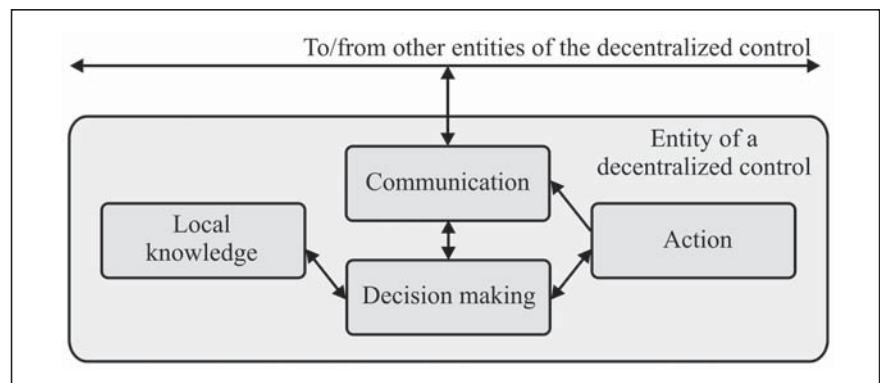 To/from other entities of the decentralized control
Entity of a
decentralized control
Communication
Local
knowledge
Action
Decision making